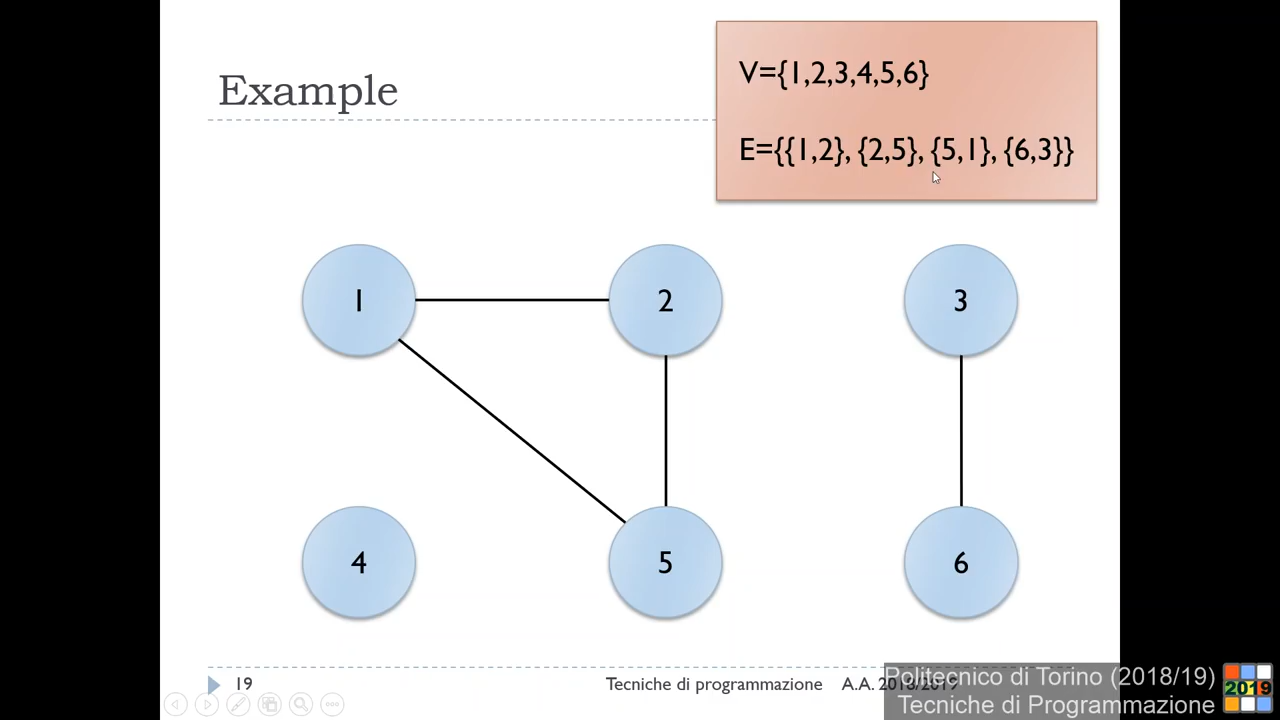 Example
V={1,2,3,4,5,6}
E={{1,2}, {2,5}, {5,1}, {6,3}}
1
2
3
4
5
6
19
Tecniche di programmazione
A.A. 2018/2019
Politecnico di Torino (2018/19)
Tecniche di Programmazione
2019